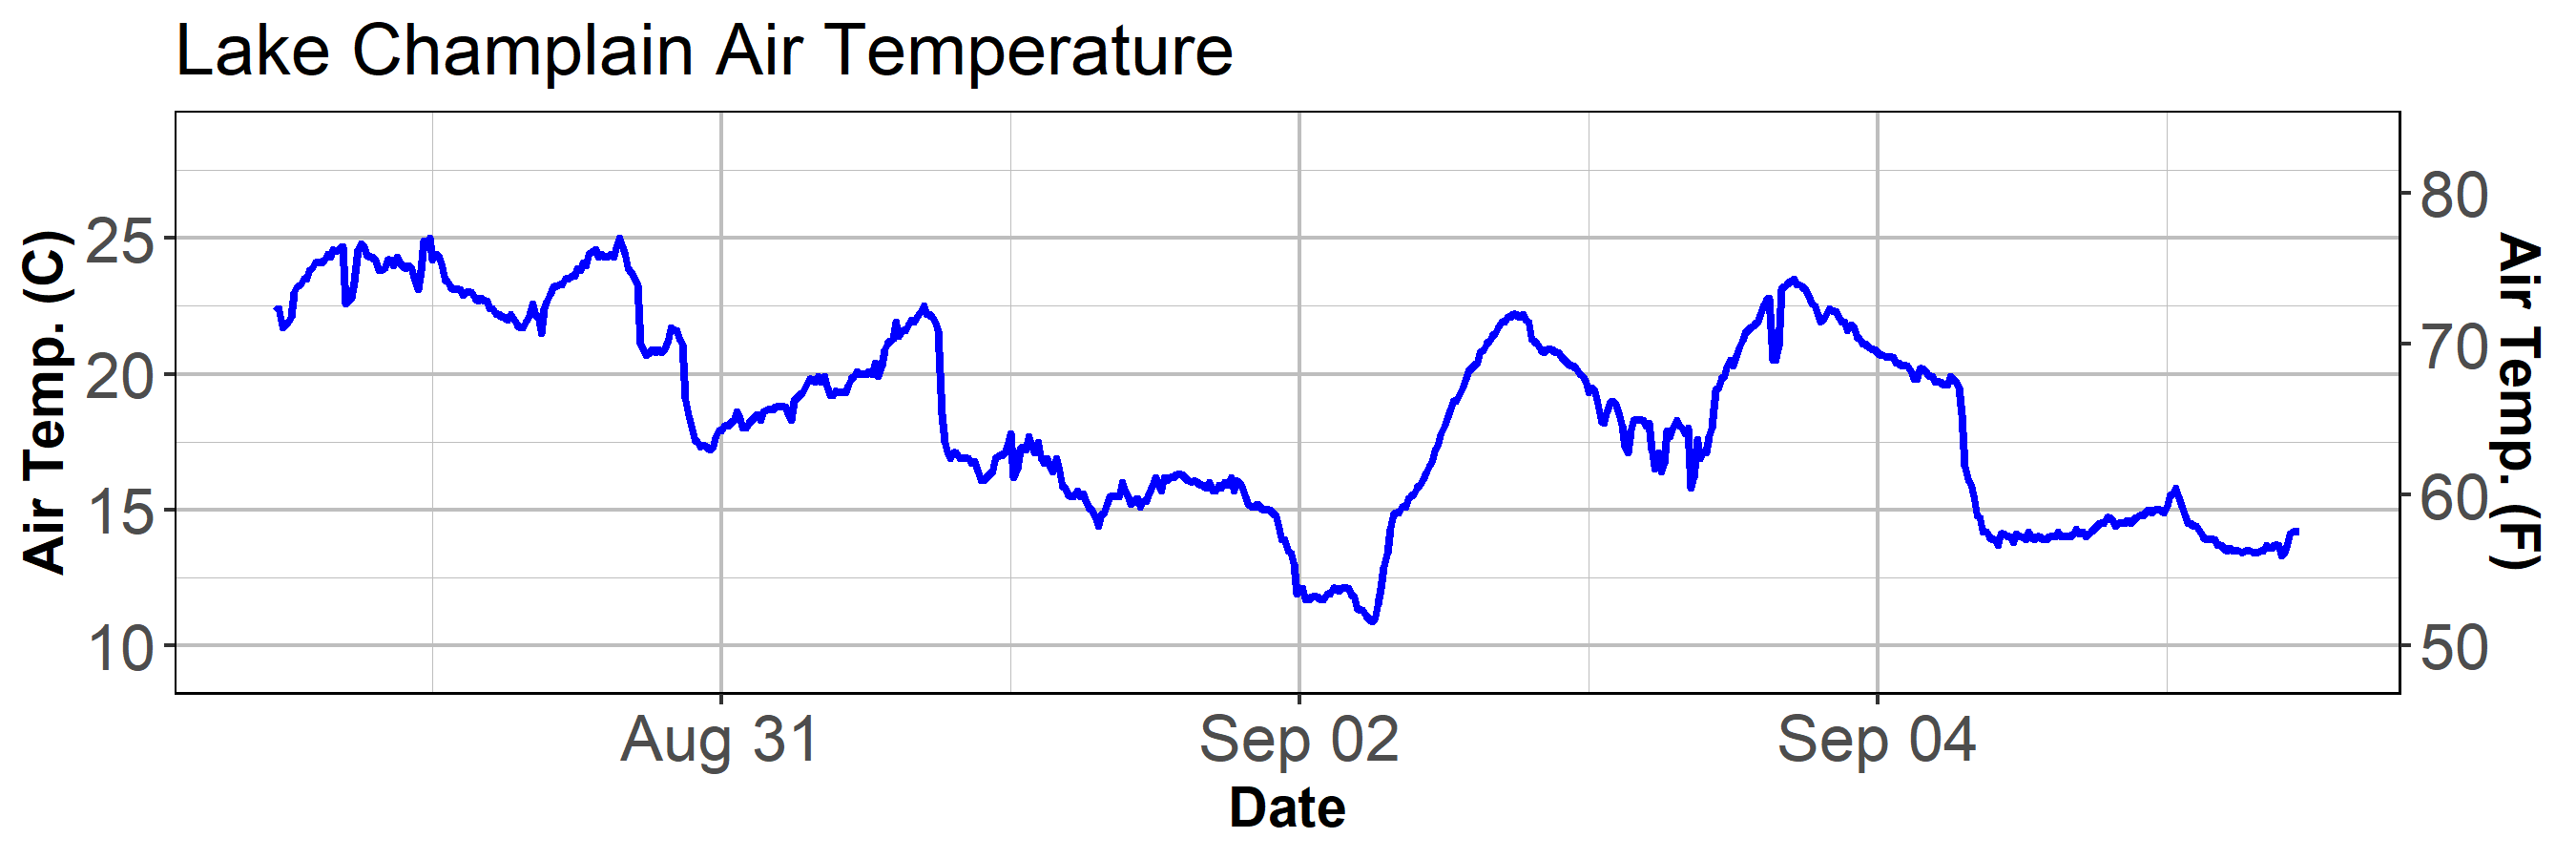 Lake Champlain Air Temperature
Air Temp. (C)
25
20
15
10
80
70
60
50
Air Temp. (F)
Aug 31
Sep 02
Sep 04
Date